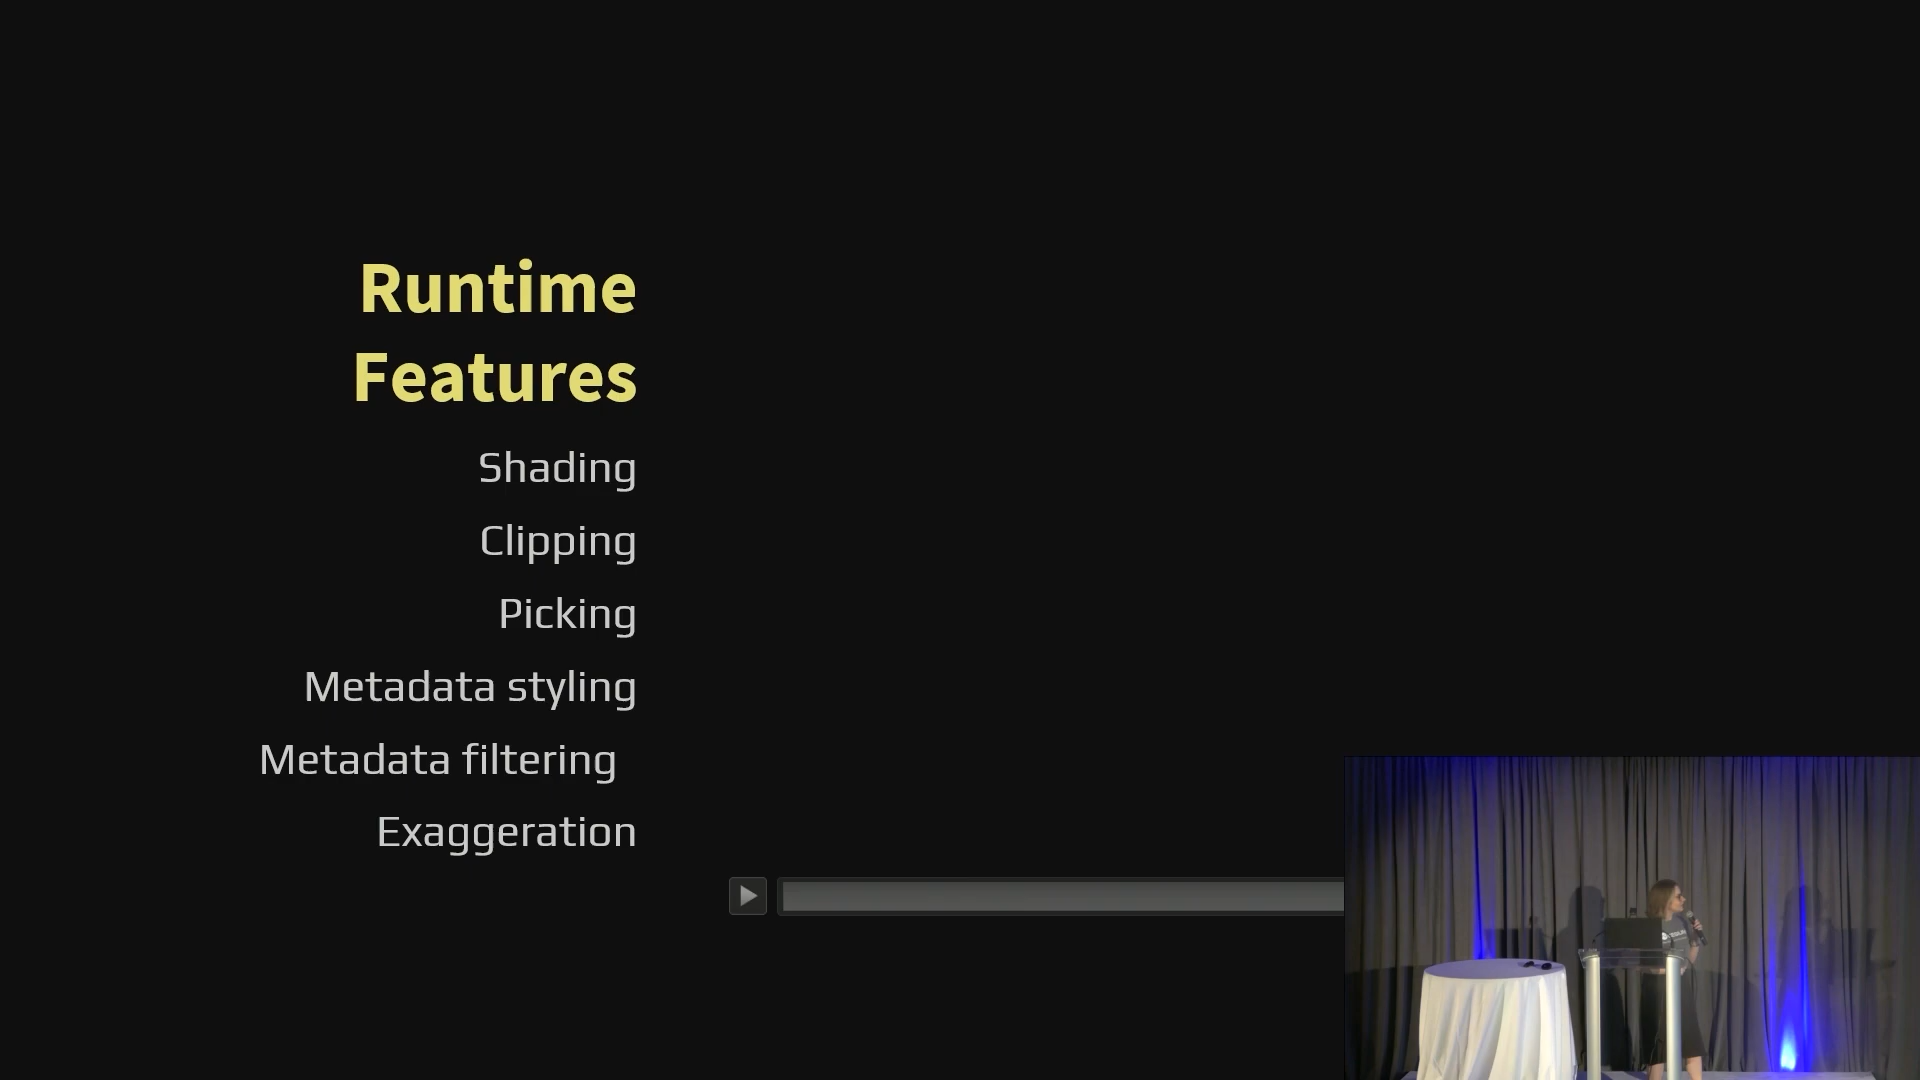 Runtime
Features
Shading
Clipping
Picking
Metadata styling
Metadata filtering
Exaggeration